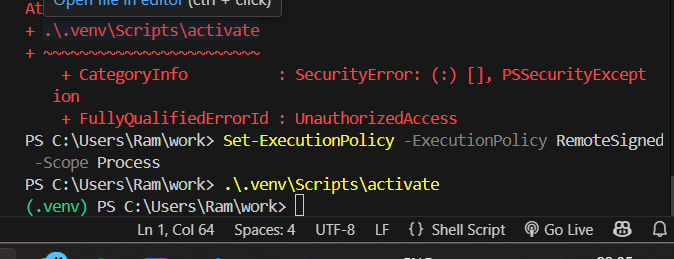 Open file in editor (ctrl + click)
At
+ .\.venv\Scripts\activate
+ ~~~~~~~~~~~~~~~~~~~~~~~~
+ CategoryInfo : SecurityError: (:) [], PSSecurityExcept
ion
+ FullyQualifiedErrorId : UnauthorizedAccess
PS C:\Users\Ram\work> Set-ExecutionPolicy -ExecutionPolicy RemoteSigned
-Scope Process
PS C:\Users\Ram\work> .\.venv\Scripts\activate
(.venv) PS C:\Users\Ram\work>
Ln 1, Col 64 Spaces: 4 UTF-8 LF {} Shell Script Go Live